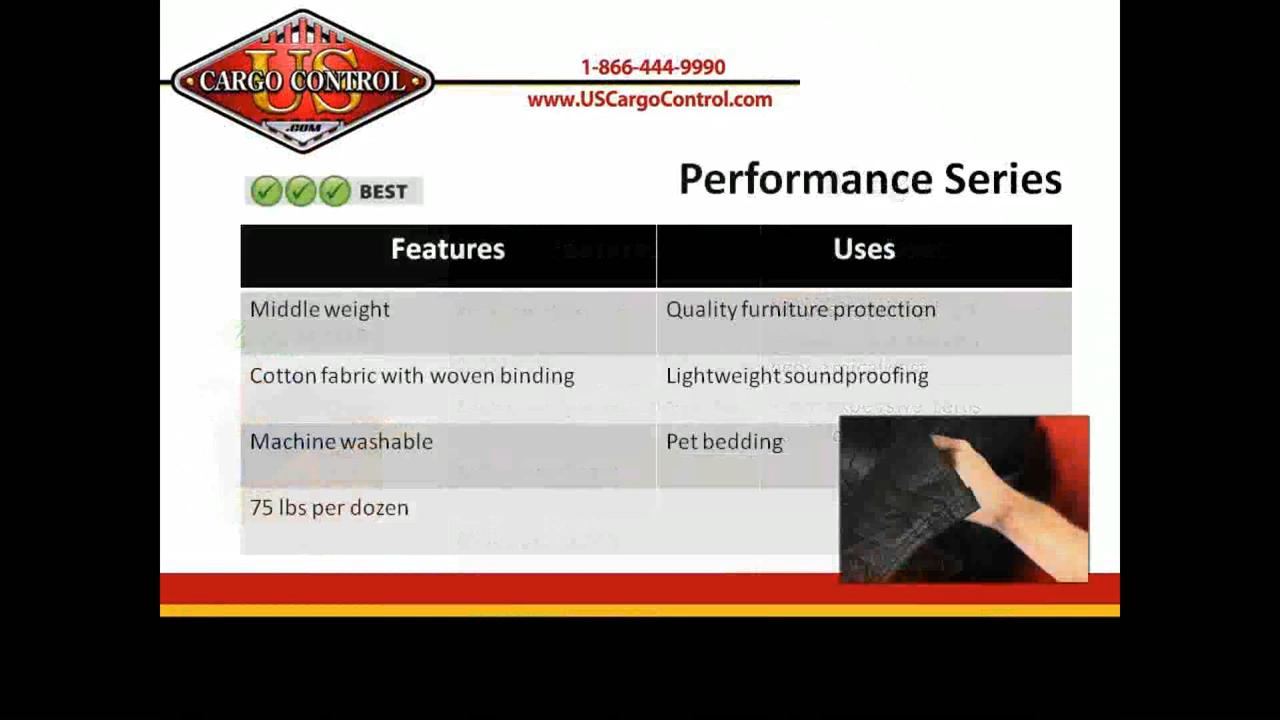 US
CARGO CONTROL
.COM
1-866-444-9990
www.USCargoControl.com
BEST
Performance Series
Features Uses
Middle weight Quality furniture protection
Cotton fabric with woven binding Lightweight soundproofing
Machine washable Pet bedding
75 lbs per dozen